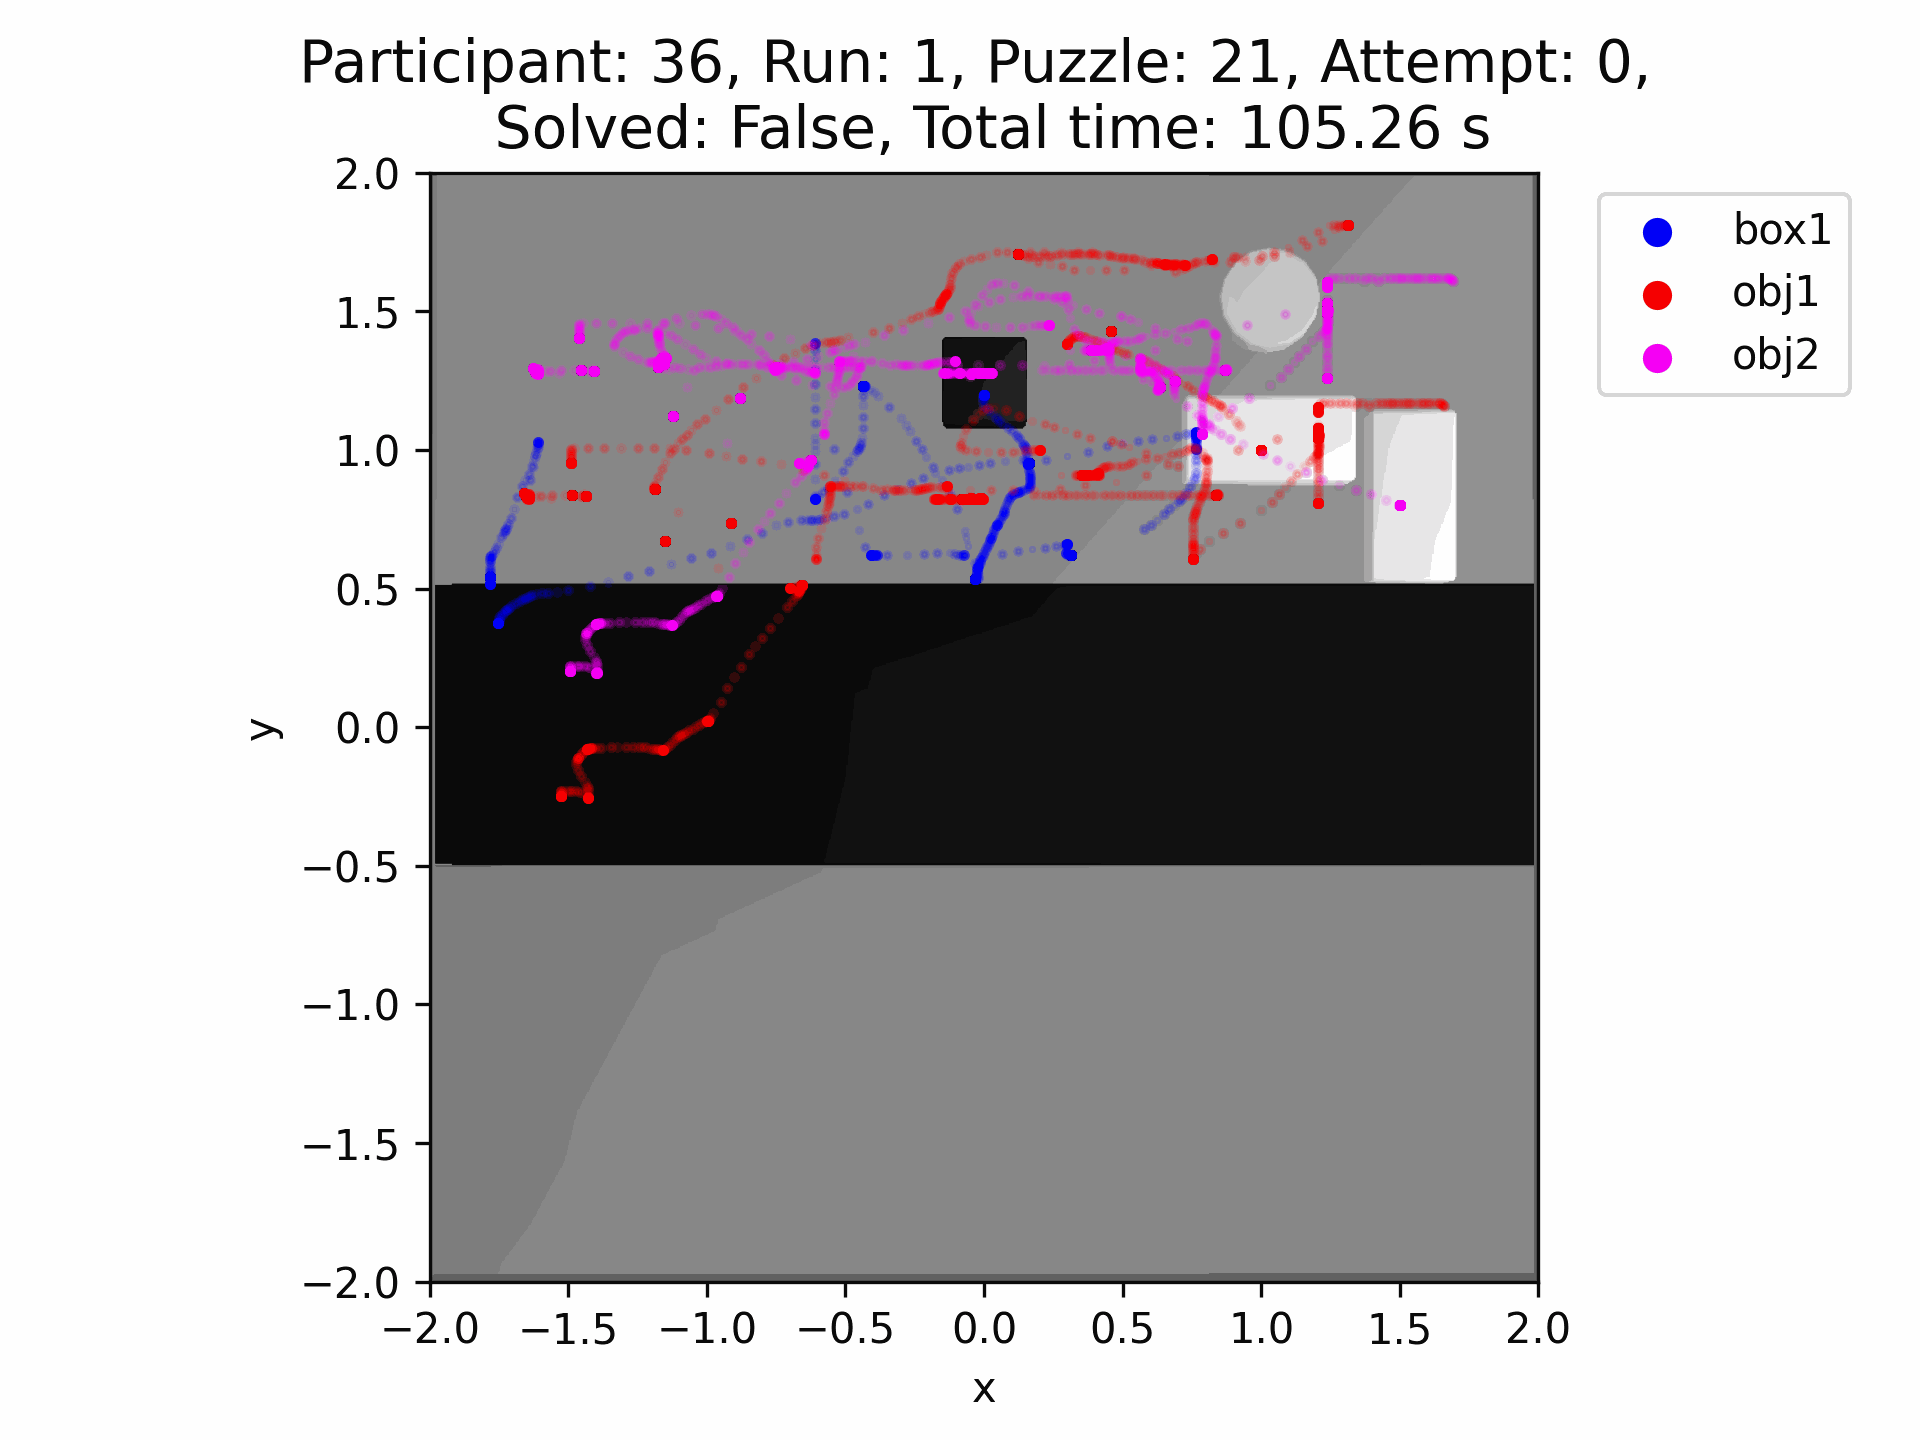 Participant: 36, Run: 1, Puzzle: 21, Attempt: 0,
Solved: False, Total time: 105.26 s
box1
obj1
obj2
2.0
1.5
1.0
0.5
0.0
−0.5
−1.0
−1.5
−2.0
y
−2.0 −1.5 −1.0 −0.5 0.0 0.5 1.0 1.5 2.0
x